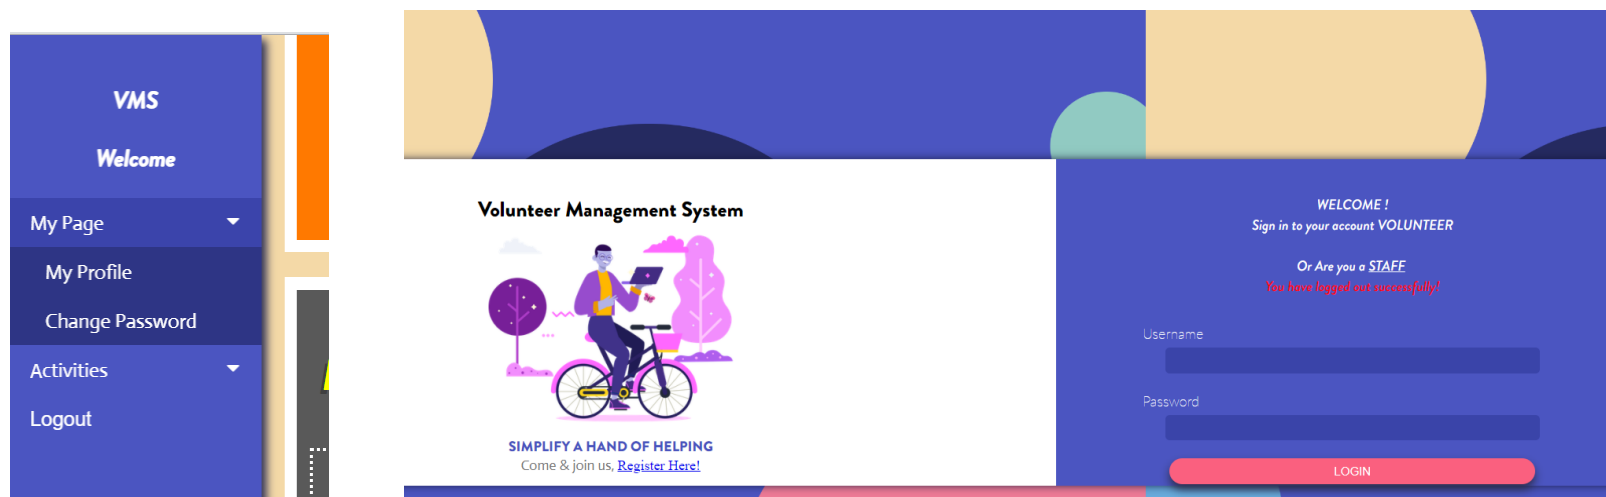 VMS
Welcome
My Page
My Profile
Change Password
Activities
Logout
Volunteer Management System
SIMPLIFY A HAND OF HELPING
Come & join us, Register Here!
WELCOME !
Sign in to your account VOLUNTEER
Or Are you a STAFF
You have logged out successfully!
Username
Password
LOGIN